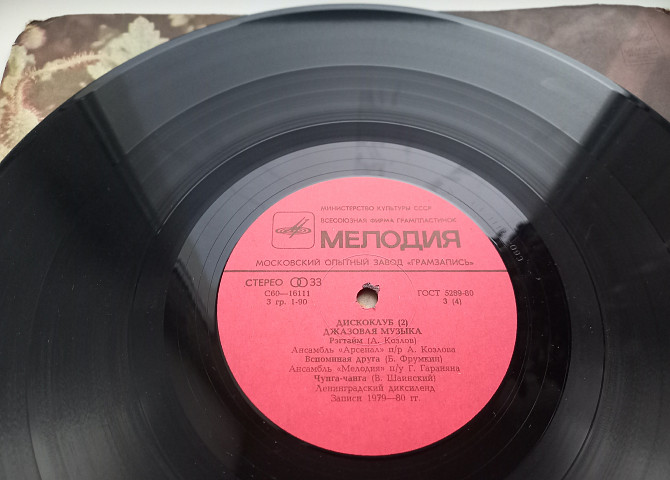 МИНИСТЕРСТВО КУЛЬТУРЫ СССР
ВСЕСОЮЗНАЯ ФИРМА ГРАМПЛАСТИНОК
МЕЛОДИЯ
МОСКОВСКИЙ ОПЫТНЫЙ ЗАВОД «ГРАМЗАПИСЬ»
СТЕРЕО 33
С60—16111 ГОСТ 5289-80
3 гр. 1-90 3 (4)
ДИСКОКЛУБ (2)
ДЖАЗОВАЯ МУЗЫКА
Рэгтайм (А. Козлов)
Ансамбль «Арсенал» п/р А. Козлова
Вспоминая друга (Б. Фрумкин)
Ансамбль «Мелодия» п/у Г. Гараняна
Чунга-чанга (В. Шаинский)
Ленинградский диксиленд
Записи 1979—80 гг.